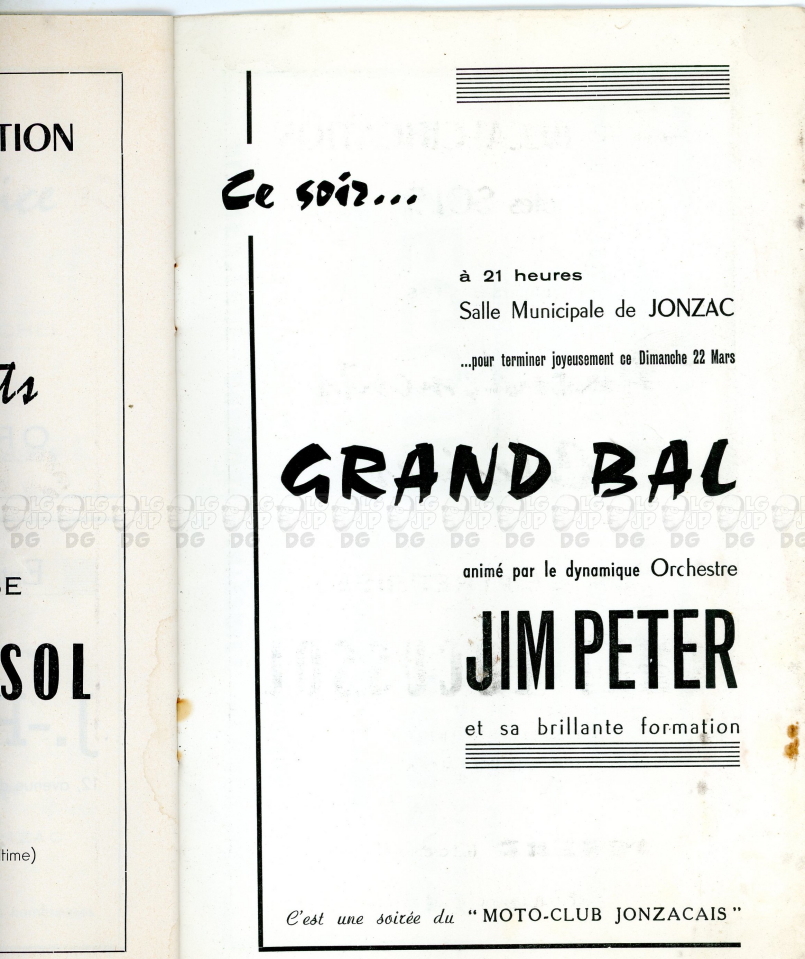 TION
ts
SE
SOL
time)
Ce soir...
à 21 heures
Salle Municipale de JONZAC
...pour terminer joyeusement ce Dimanche 22 Mars
GRAND BAL
animé par le dynamique Orchestre
JIM PETER
et sa brillante formation
C'est une soirée du "MOTO-CLUB JONZACAIS"